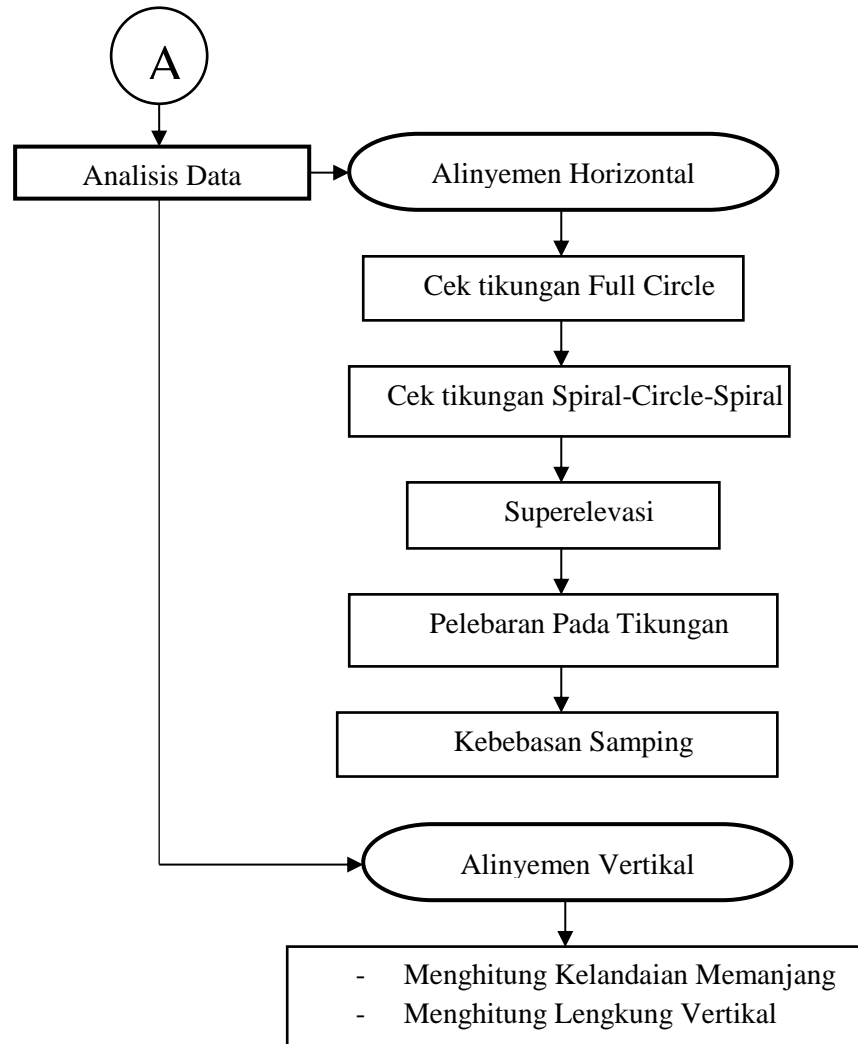 A
Analisis Data
Alinyemen Horizontal
Cek tikungan Full Circle
Cek tikungan Spiral-Circle-Spiral
Superelevasi
Pelebaran Pada Tikungan
Kebebasan Samping
Alinyemen Vertikal
- Menghitung Kelandaian Memanjang
- Menghitung Lengkung Vertikal